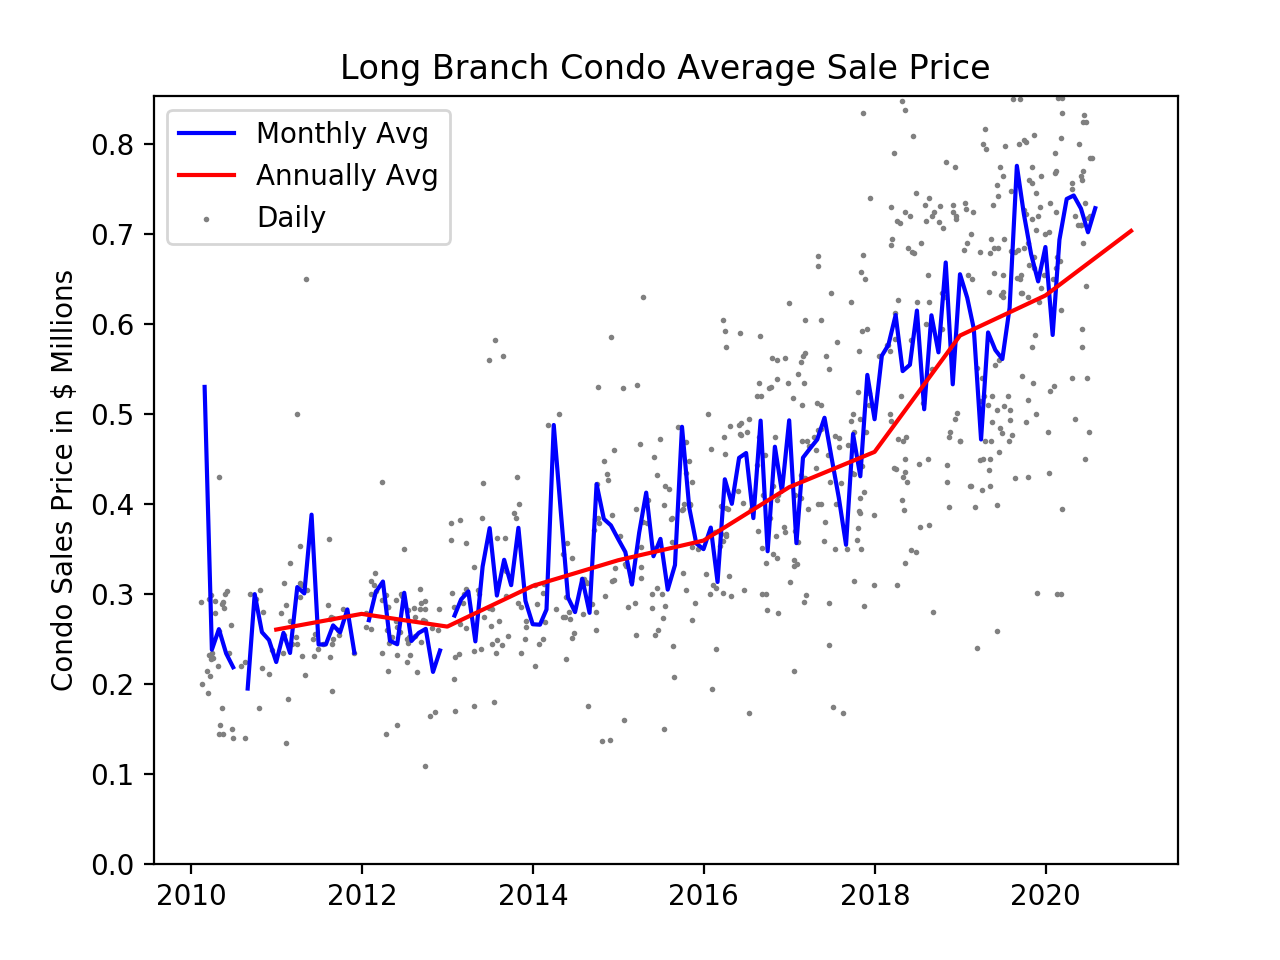 Long Branch Condo Average Sale Price
Monthly Avg
Annually Avg
Daily
Condo Sales Price in $ Millions
0.8
0.7
0.6
0.5
0.4
0.3
0.2
0.1
0.0
2010 2012 2014 2016 2018 2020